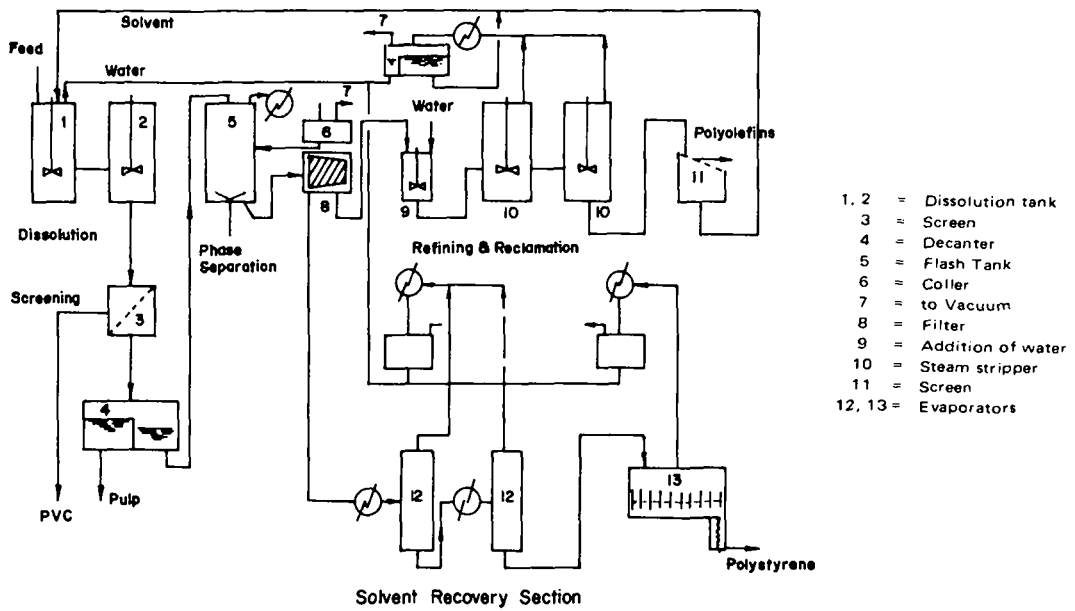 Solvent
7
Feed
Water
1
2
5
7
6
Water
Polyolefins
8
9
10
10
11
Dissolution
Phase
Separation
Refining & Reclamation
Screening
3
4
12
12
13
PVC
Pulp
Polystyrene
Solvent Recovery Section
1, 2 = Dissolution tank
3 = Screen
4 = Decanter
5 = Flash Tank
6 = Coller
7 = to Vacuum
8 = Filter
9 = Addition of water
10 = Steam stripper
11 = Screen
12, 13 = Evaporators